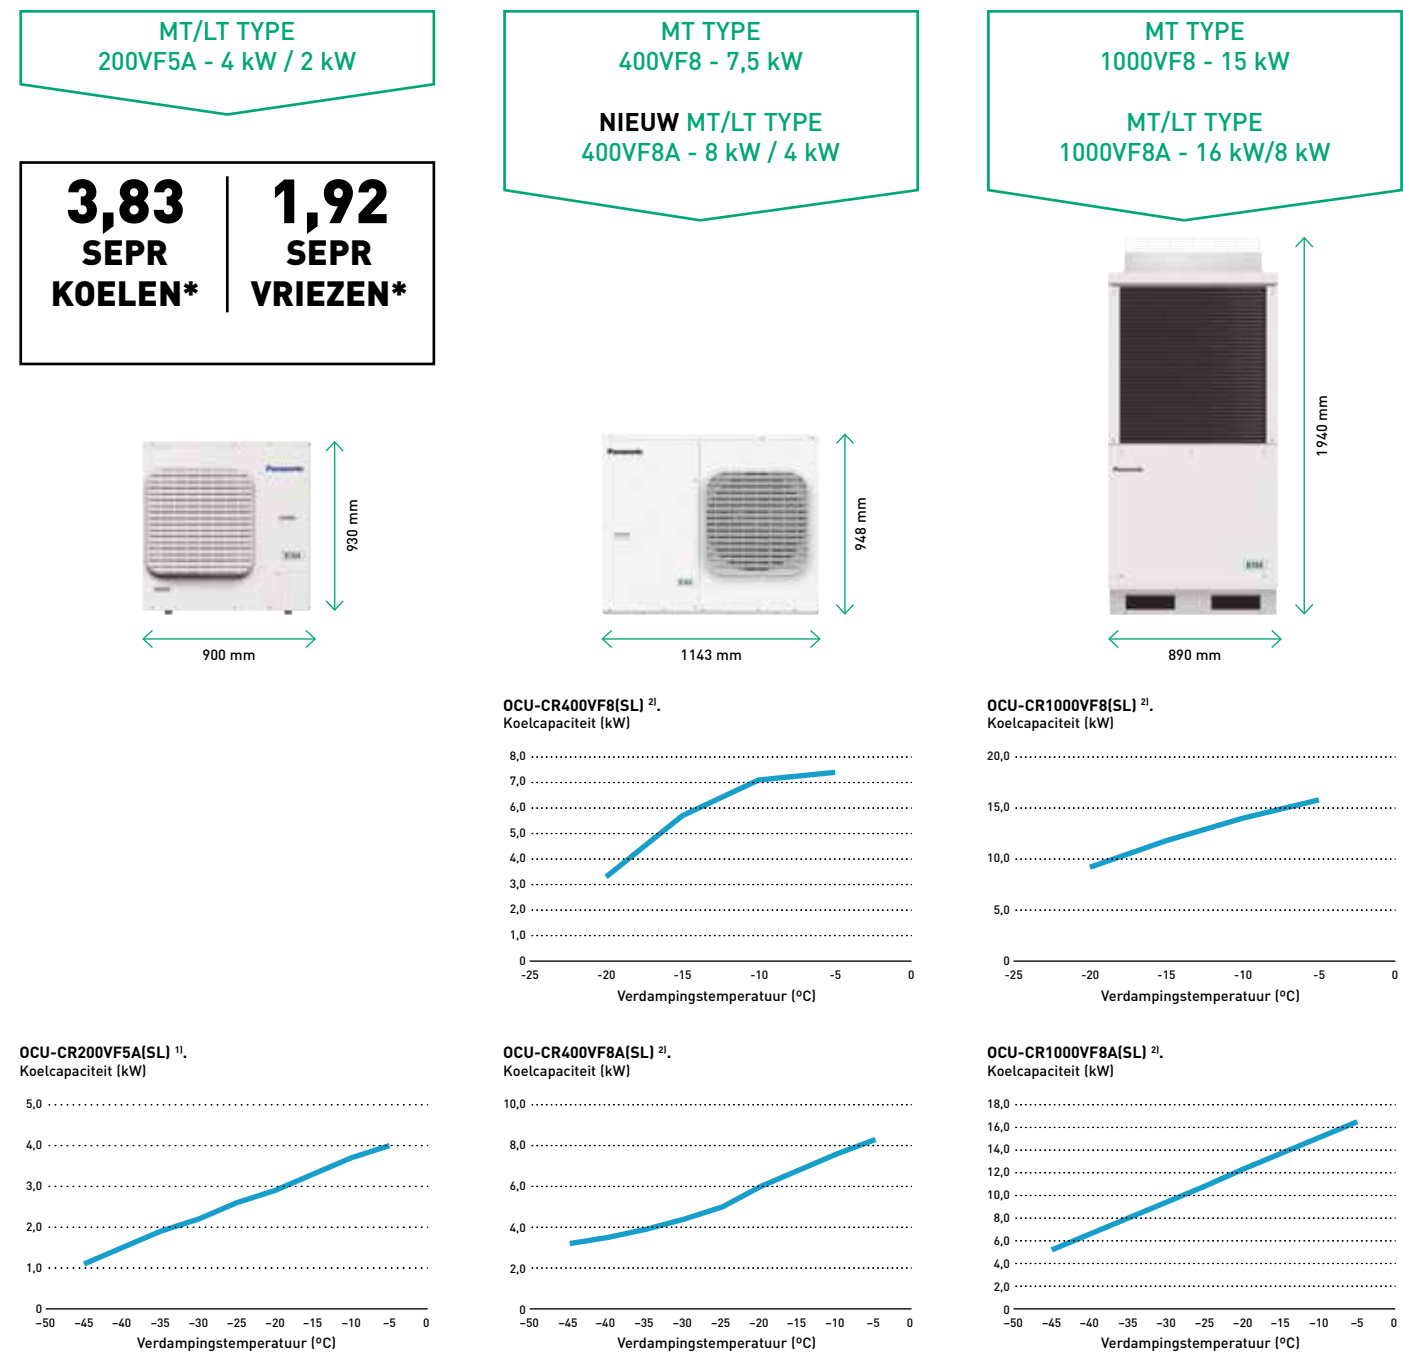 MT/LT TYPE
200VF5A - 4 kW / 2 kW
3,83
SEPR
KOELEN*
1,92
SEPR
VRIEZEN*
MT TYPE
400VF8 - 7,5 kW
NIEUW MT/LT TYPE
400VF8A - 8 kW / 4 kW
MT TYPE
1000VF8 - 15 kW
MT/LT TYPE
1000VF8A - 16 kW/8 kW
Panasonic
930 mm
900 mm
Panasonic
948 mm
1143 mm
Panasonic
1940 mm
890 mm
OCU-CR400VF8(SL) 2).
Koelcapaciteit (kW)
8,0
7,0
6,0
5,0
4,0
3,0
2,0
1,0
0
-25 -20 -15 -10 -5 0
Verdampingstemperatuur (ºC)
OCU-CR1000VF8(SL) 2).
Koelcapaciteit (kW)
20,0
15,0
10,0
5,0
0
-25 -20 -15 -10 -5 0
Verdampingstemperatuur (ºC)
OCU-CR200VF5A(SL) 1).
Koelcapaciteit (kW)
5,0
4,0
3,0
2,0
1,0
0
–50 –45 –40 –35 –30 –25 –20 –15 –10 –5 0
Verdampingstemperatuur (ºC)
OCU-CR400VF8A(SL) 2).
Koelcapaciteit (kW)
10,0
8,0
6,0
4,0
2,0
0
–50 –45 –40 –35 –30 –25 –20 –15 –10 –5 0
Verdampingstemperatuur (ºC)
OCU-CR1000VF8A(SL) 2).
Koelcapaciteit (kW)
18,0
16,0
14,0
12,0
10,0
8,0
6,0
4,0
2,0
0
–50 –45 –40 –35 –30 –25 –20 –15 –10 –5 0
Verdampingstemperatuur (ºC)